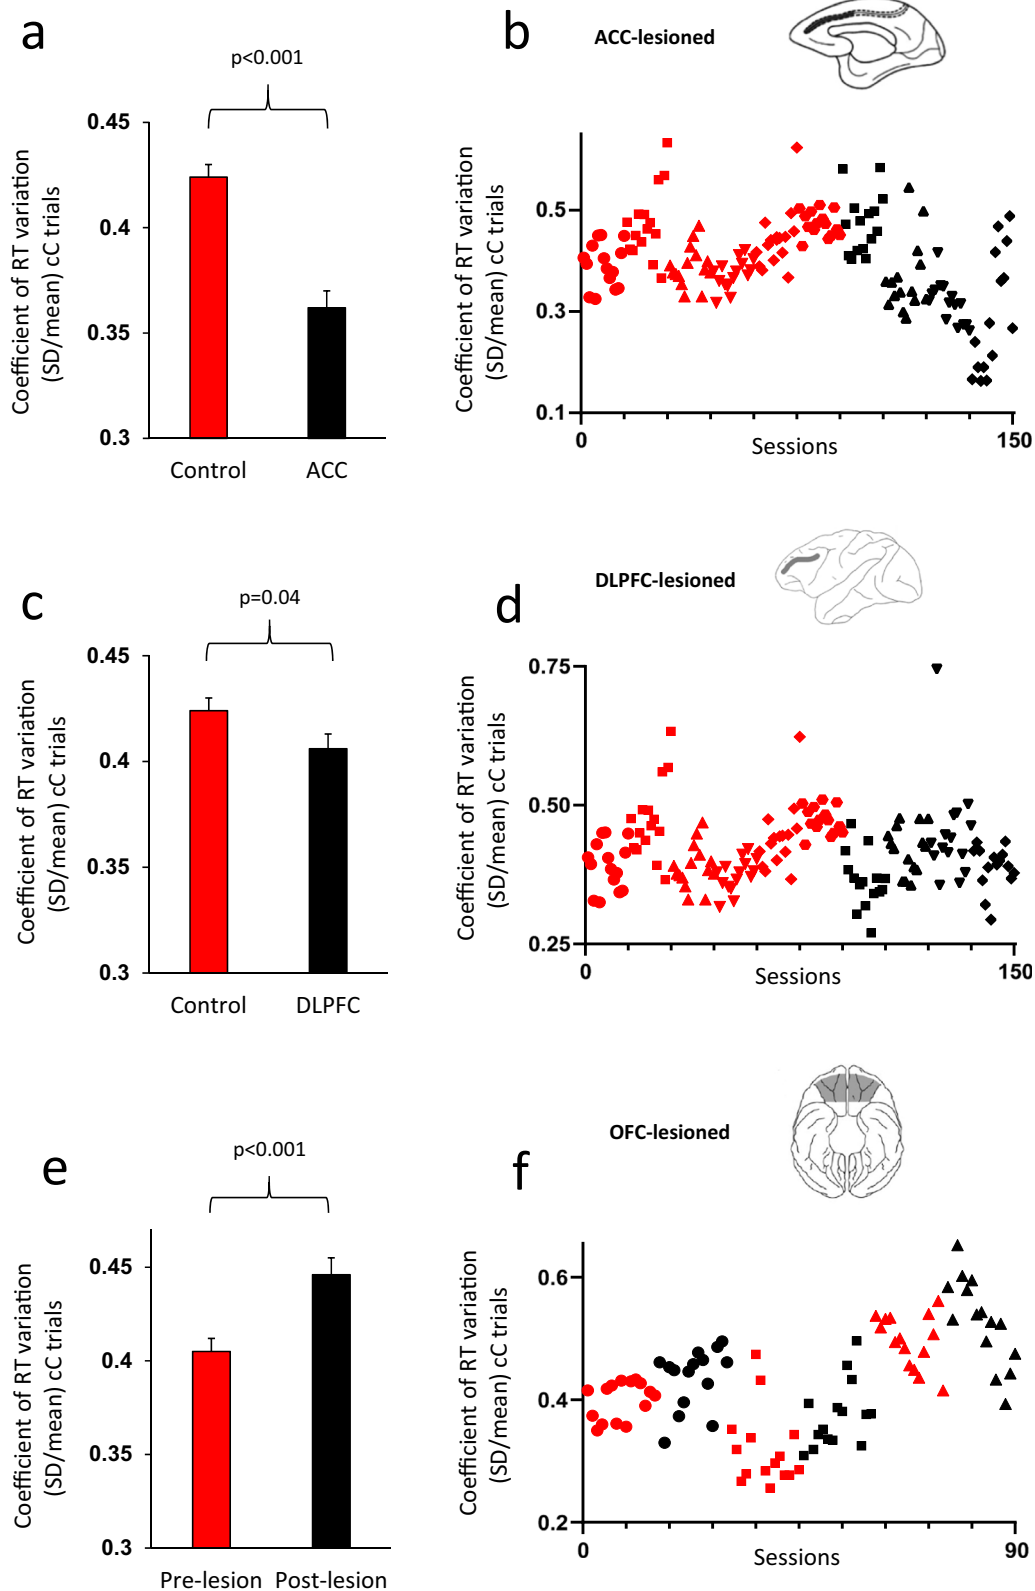 a
p<0.001
0.45
0.4
0.35
0.3
Coefficient of RT variation
(SD/mean) cC trials
Control
ACC
b
ACC-lesioned
Coefficient of RT variation
(SD/mean) cC trials
0.5
0.3
0.1
0
Sessions
150
c
p=0.04
0.45
0.4
0.35
0.3
Coefficient of RT variation
(SD/mean) cC trials
Control
DLPFC
d
DLPFC-lesioned
Coefficient of RT variation
(SD/mean) cC trials
0.75
0.50
0.25
0
Sessions
150
e
p<0.001
0.45
0.4
0.35
0.3
Coefficient of RT variation
(SD/mean) cC trials
Pre-lesion
Post-lesion
f
OFC-lesioned
Coefficient of RT variation
(SD/mean) cC trials
0.6
0.4
0.2
0
Sessions
90